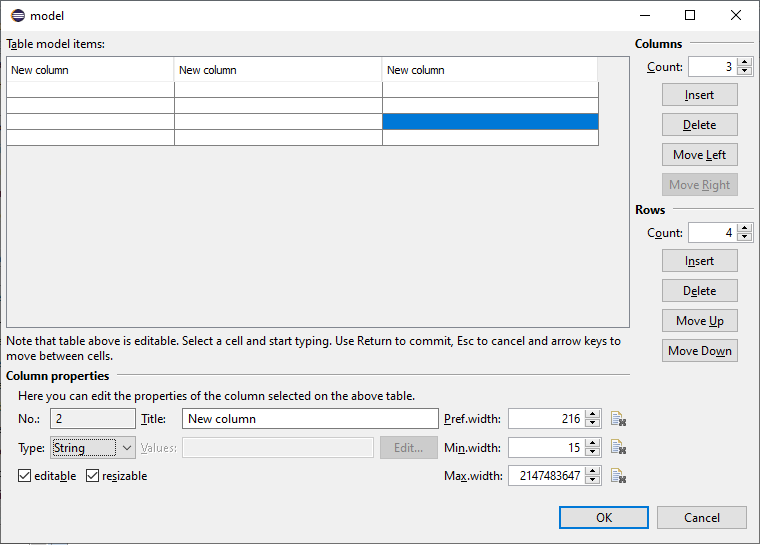 model
Table model items:
New column New column New column
Note that table above is editable. Select a cell and start typing. Use Return to commit, Esc to cancel and arrow keys to
move between cells.
Column properties
Here you can edit the properties of the column selected on the above table.
No.: 2 Title: New column Pref.width: 216
Type: String Values: Edit... Min.width: 15
editable resizable Max.width: 2147483647
Columns
Count: 3
Insert
Delete
Move Left
Move Right
Rows
Count: 4
Insert
Delete
Move Up
Move Down
OK Cancel